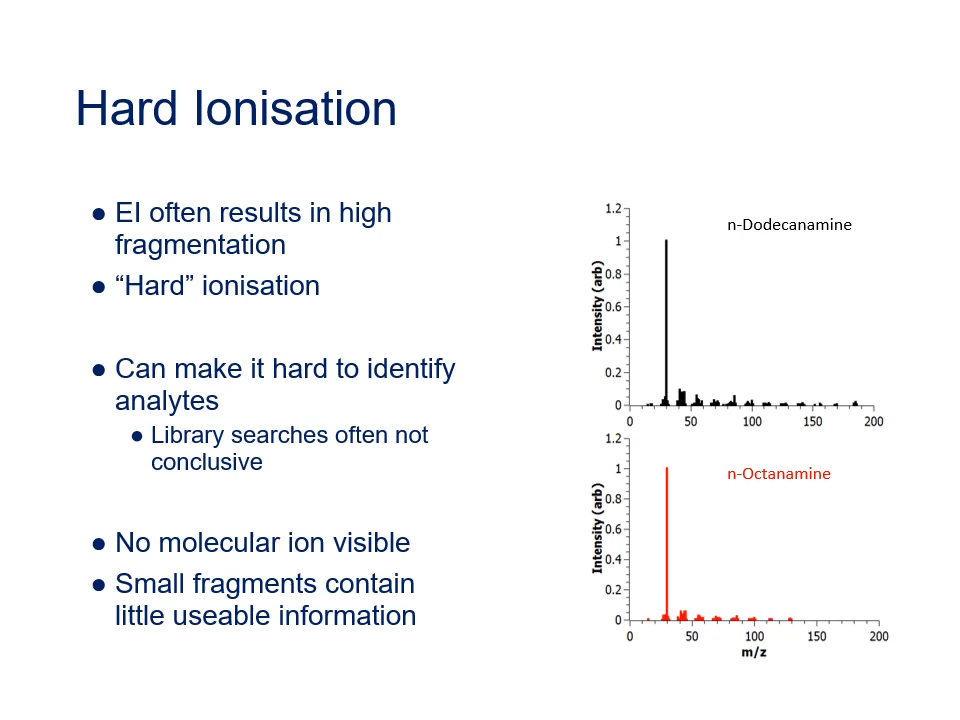 Hard Ionisation
● EI often results in high
fragmentation
● “Hard” ionisation
● Can make it hard to identify
analytes
● Library searches often not
conclusive
● No molecular ion visible
● Small fragments contain
little useable information
n-Dodecanamine
Intensity (arb)
1.2
1
0.8
0.6
0.4
0.2
0
0 50 100 150 200
n-Octanamine
Intensity (arb)
1.2
1
0.8
0.6
0.4
0.2
0
0 50 100 150 200
m/z